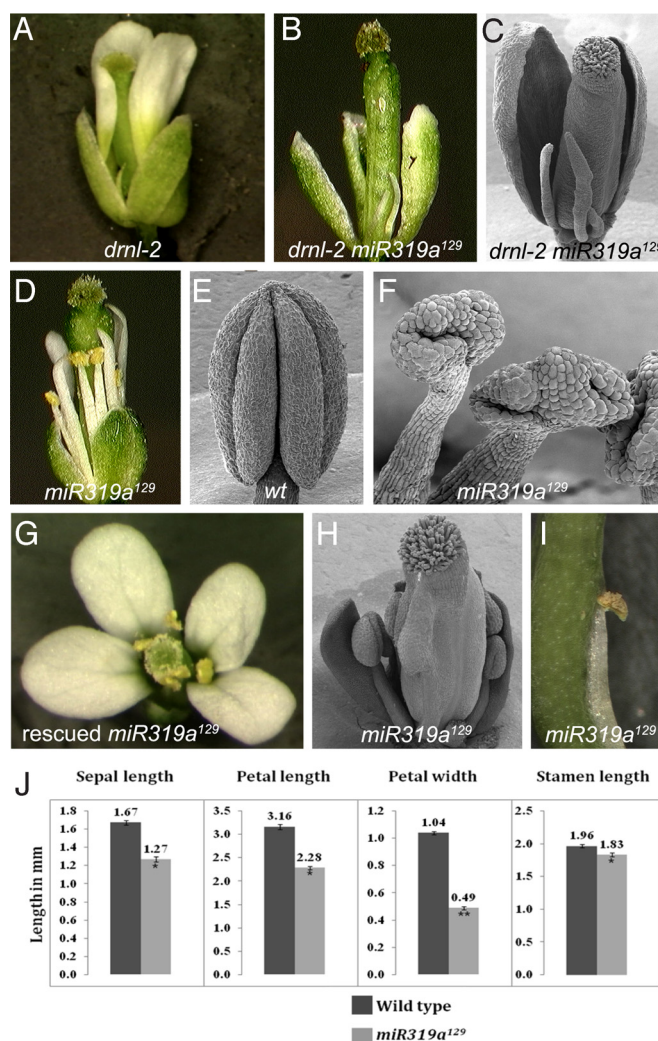 A
drnl-2
B
drnl-2 miR319a¹²⁹
C
drnl-2 miR319a¹²⁹
D
miR319a¹²⁹
E
wt
F
miR319a¹²⁹
G
rescued miR319a¹²⁹
H
miR319a¹²⁹
I
miR319a¹²⁹
J
Sepal length
Petal length
Petal width
Stamen length
Length in mm
1.8
1.6
1.4
1.2
1.0
0.8
0.6
0.4
0.2
0.0
1.67
1.27
*
3.5
3.0
2.5
2.0
1.5
1.0
0.5
0.0
3.16
2.28
*
1.2
1.0
0.8
0.6
0.4
0.2
0.0
1.04
0.49
**
2.5
2.0
1.5
1.0
0.5
0.0
1.96
1.83
*
Wild type
miR319a¹²⁹